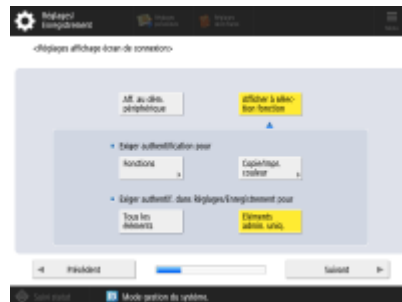 Réglages/
Enregistrement
<Réglages affichage écran de connexion>
Aff. au dém.
périphérique
Afficher à sélec-
tion fonction
Exiger authentification pour
Fonctions
Copie/Impr.
couleur
Exiger authentif. dans Réglages/Enregistrement pour
Tous les
éléments
Eléments
admin. uniq.
Précédent
Suivant
Mode gestion du système.